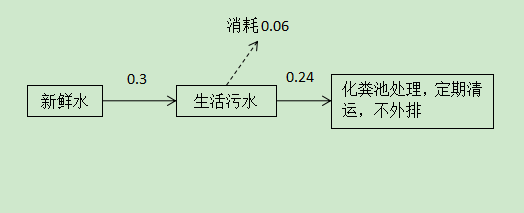 消耗0.06
0.3
0.24
新鲜水
生活污水
化粪池处理，定期清
运，不外排